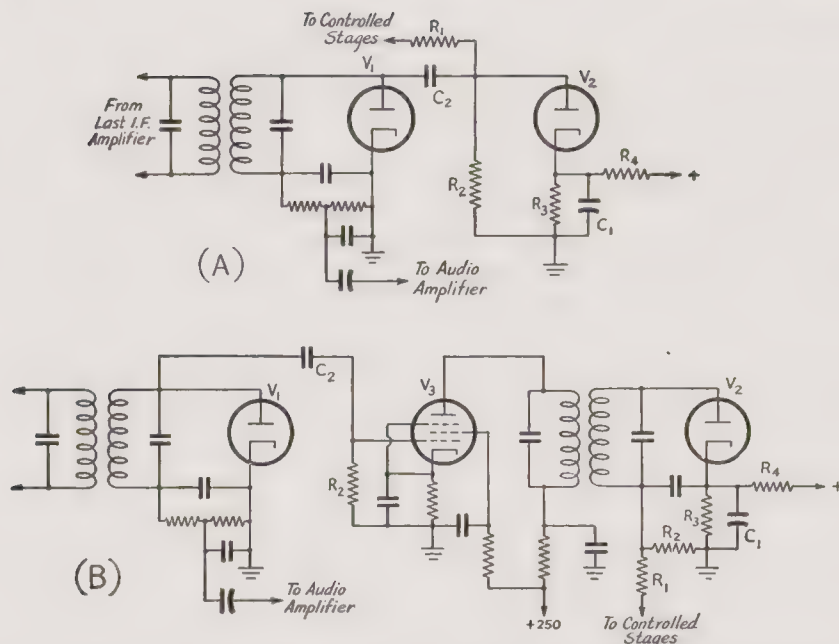 To Controlled
Stages
R1
V1
C2
V2
From
Last I.F.
Amplifier
R2
R4
+
R3
C1
(A)
To Audio
Amplifier
C2
V1
V3
V2
R2
R4
+
R3
C1
R2
R1
(B)
To Audio
Amplifier
+250
To Controlled
Stages